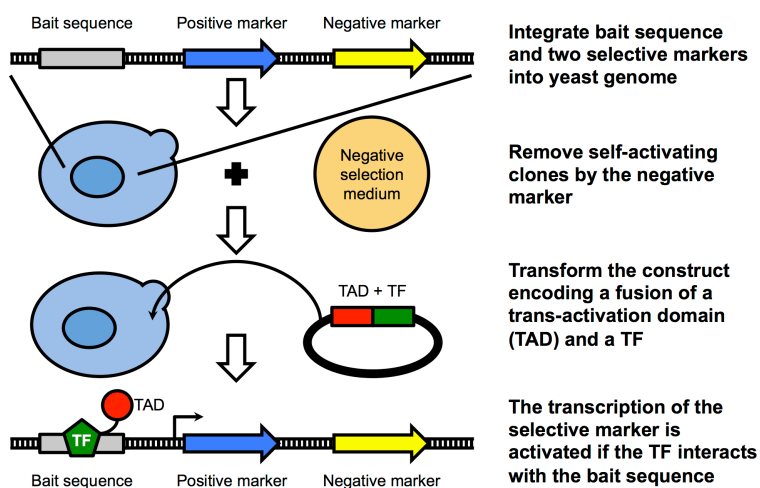 Bait sequence
Positive marker
Negative marker
Integrate bait sequence
and two selective markers
into yeast genome
Negative
selection
medium
Remove self-activating
clones by the negative
marker
TAD + TF
Transform the construct
encoding a fusion of a
trans-activation domain
(TAD) and a TF
TAD
TF
Bait sequence
Positive marker
Negative marker
The transcription of the
selective marker is
activated if the TF interacts
with the bait sequence